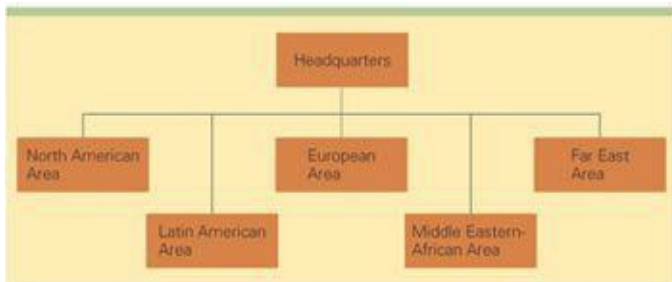 Headquarters
North American
Area
European
Area
Far East
Area
Latin American
Area
Middle Eastern-
African Area